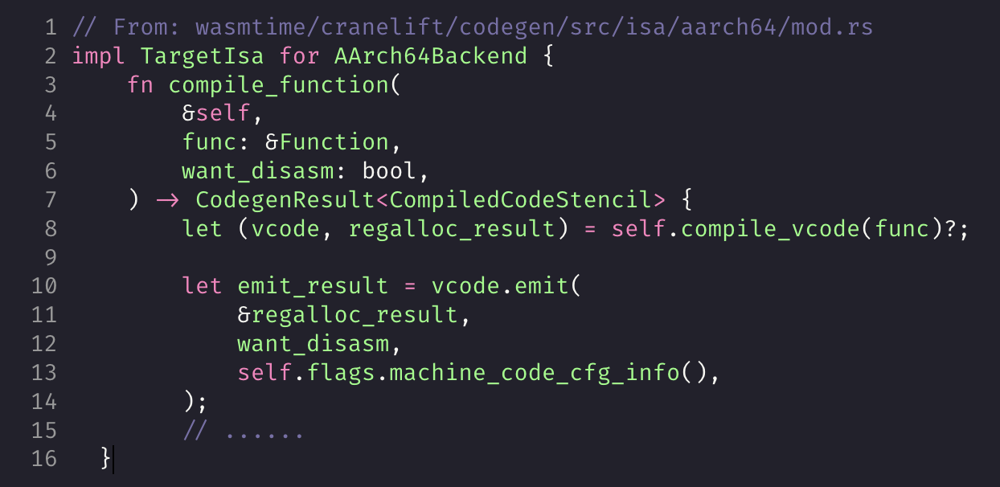 1 // From: wasmtime/cranelift/codegen/src/isa/aarch64/mod.rs
2 impl TargetIsa for AArch64Backend {
3     fn compile_function(
4         &self,
5         func: &Function,
6         want_disasm: bool,
7     ) -> CodegenResult<CompiledCodeStencil> {
8         let (vcode, regalloc_result) = self.compile_vcode(func)?;
9
10         let emit_result = vcode.emit(
11             &regalloc_result,
12             want_disasm,
13             self.flags.machine_code_cfg_info(),
14         );
15         // ......
16   }